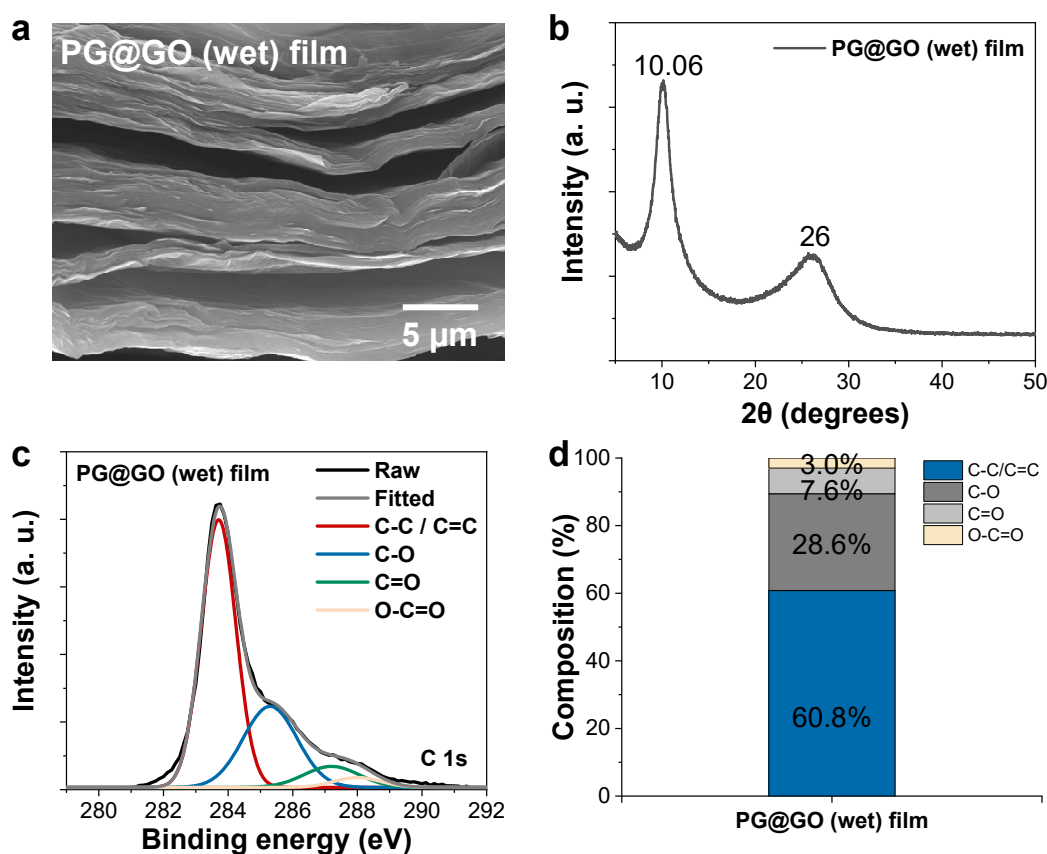 a
PG@GO (wet) film
5 μm
b
PG@GO (wet) film
10.06
26
Intensity (a. u.)
10
20
30
40
50
2θ (degrees)
c
PG@GO (wet) film
Raw
Fitted
C-C / C=C
C-O
C=O
O-C=O
C 1s
Intensity (a. u.)
280
282
284
286
288
290
292
Binding energy (eV)
d
100
80
60
40
20
0
Composition (%)
3.0%
7.6%
28.6%
60.8%
C-C/C=C
C-O
C=O
O-C=O
PG@GO (wet) film